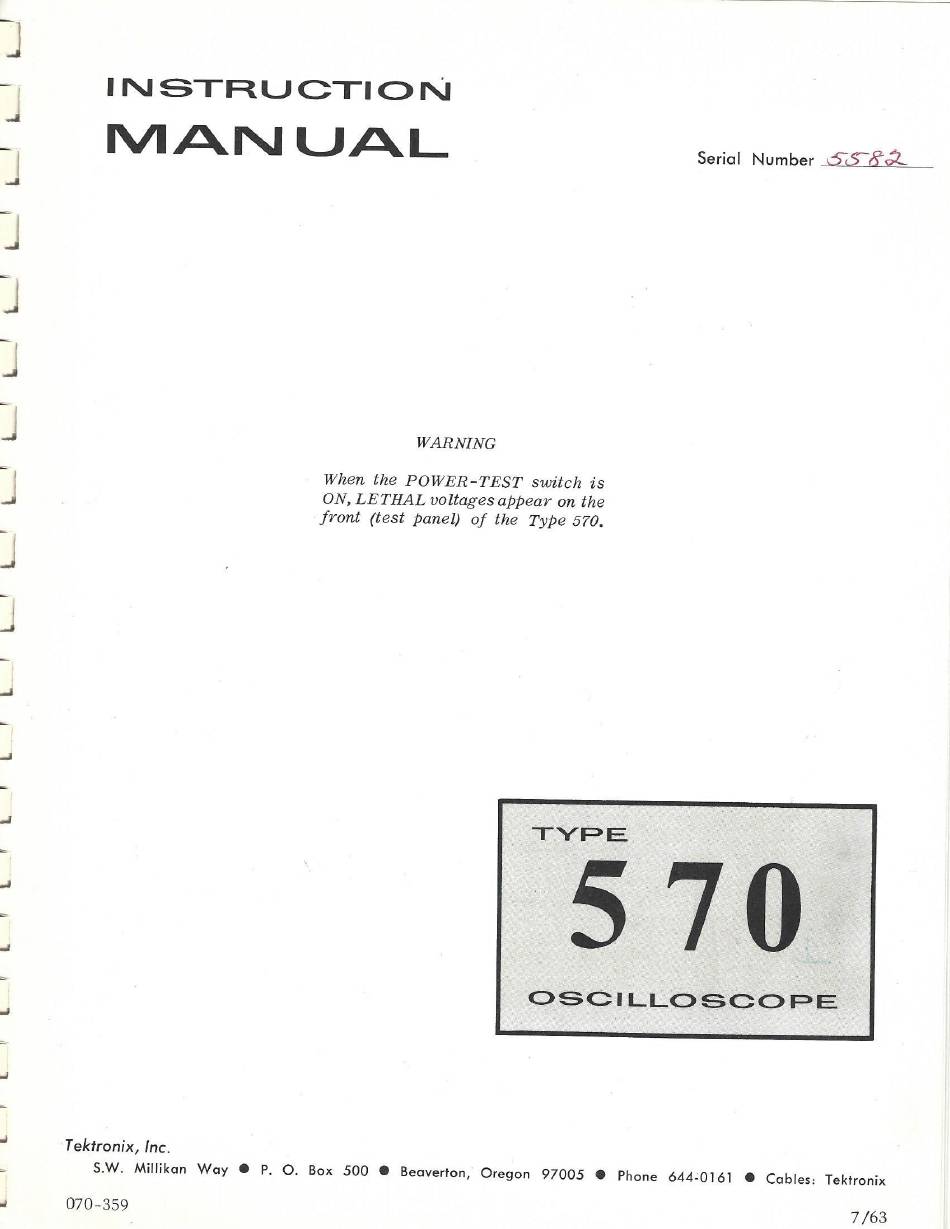 INSTRUCTION
MANUAL
Serial Number 5582
WARNING
When the POWER-TEST switch is
ON, LETHAL voltages appear on the
front (test panel) of the Type 570.
TYPE
570
OSCILLOSCOPE
Tektronix, Inc.
S.W. Millikan Way ● P. O. Box 500 ● Beaverton, Oregon 97005 ● Phone 644-0161 ● Cables: Tektronix
070-359
7/63